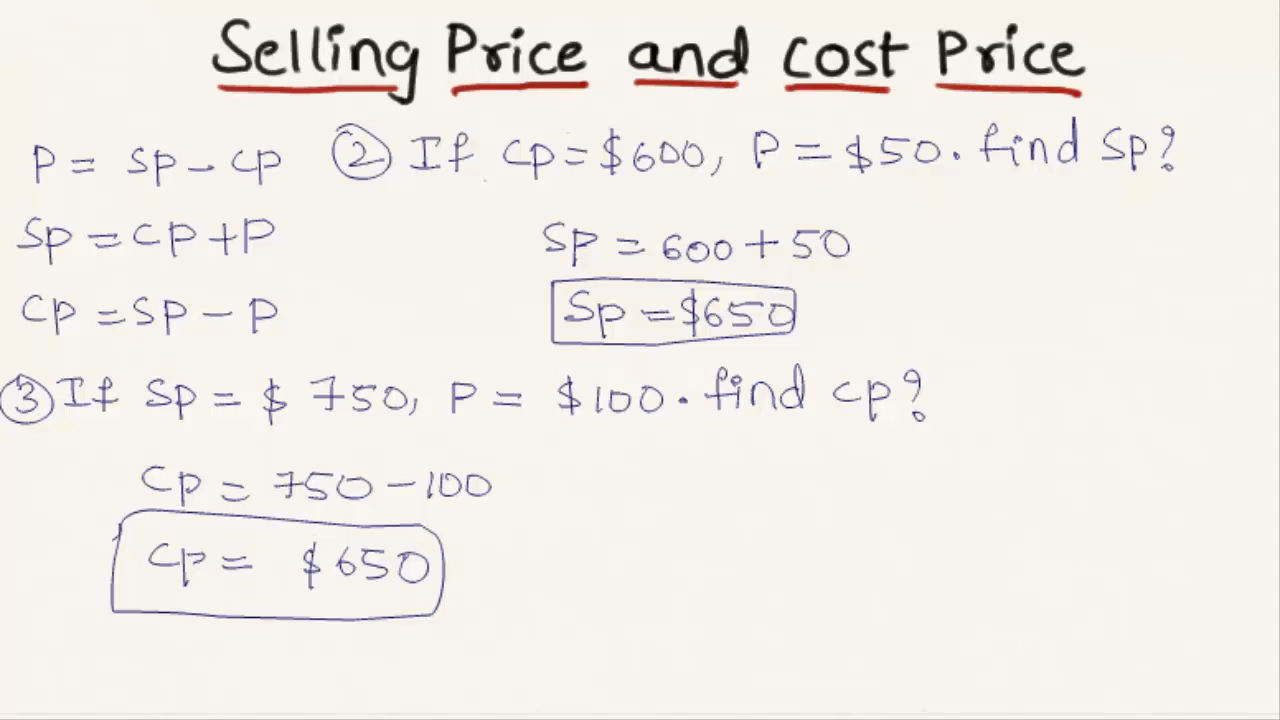 Selling Price and Cost Price
P = SP - CP
② If CP = $600, P = $50. find SP?
SP = CP + P
SP = 600 + 50
CP = SP - P
SP = $650
③ If SP = $ 750, P = $100. find CP?
CP = 750 - 100
CP = $650